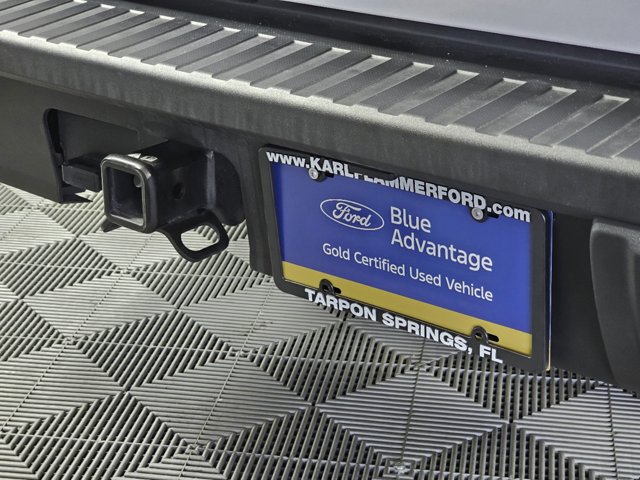 www.KARLFLAMMERFORD.com
Ford
Blue
Advantage
Gold Certified Used Vehicle
TARPON SPRINGS, FL